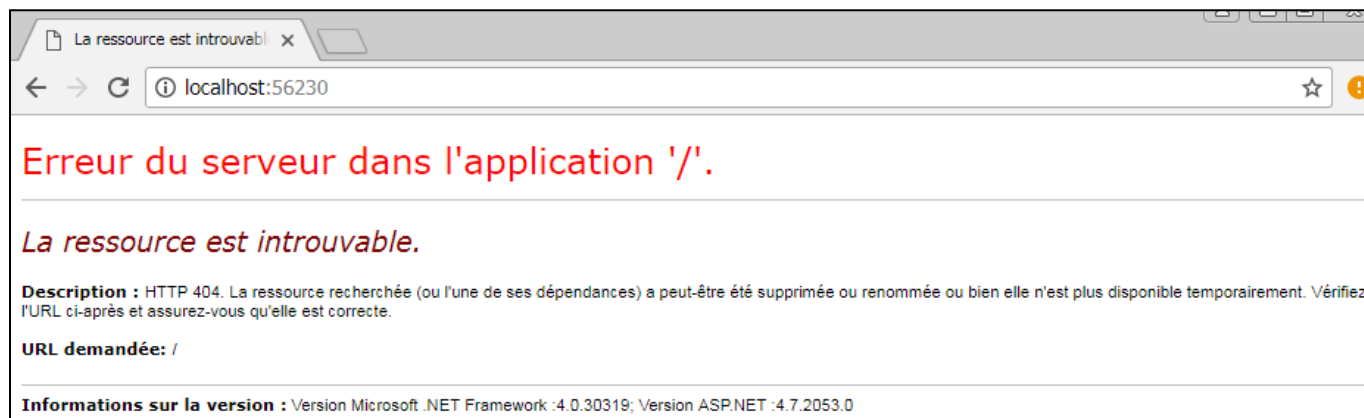 La ressource est introuvabl
localhost:56230
Erreur du serveur dans l'application '/'.
La ressource est introuvable.
Description : HTTP 404. La ressource recherchée (ou l'une de ses dépendances) a peut-être été supprimée ou renommée ou bien elle n'est plus disponible temporairement. Vérifiez
l'URL ci-après et assurez-vous qu'elle est correcte.
URL demandée: /
Informations sur la version : Version Microsoft .NET Framework :4.0.30319; Version ASP.NET :4.7.2053.0